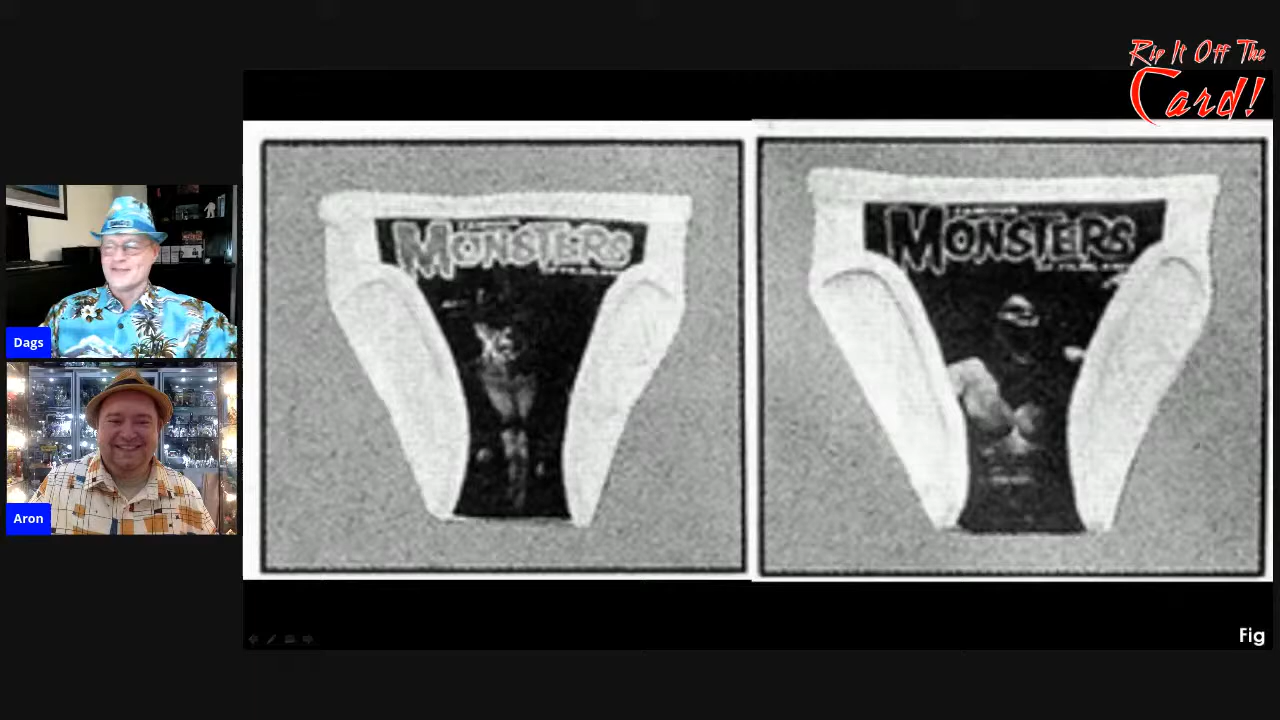 Rip It Off The
Card!
Dags
Aron
MONSTERS
MONSTERS
Fig